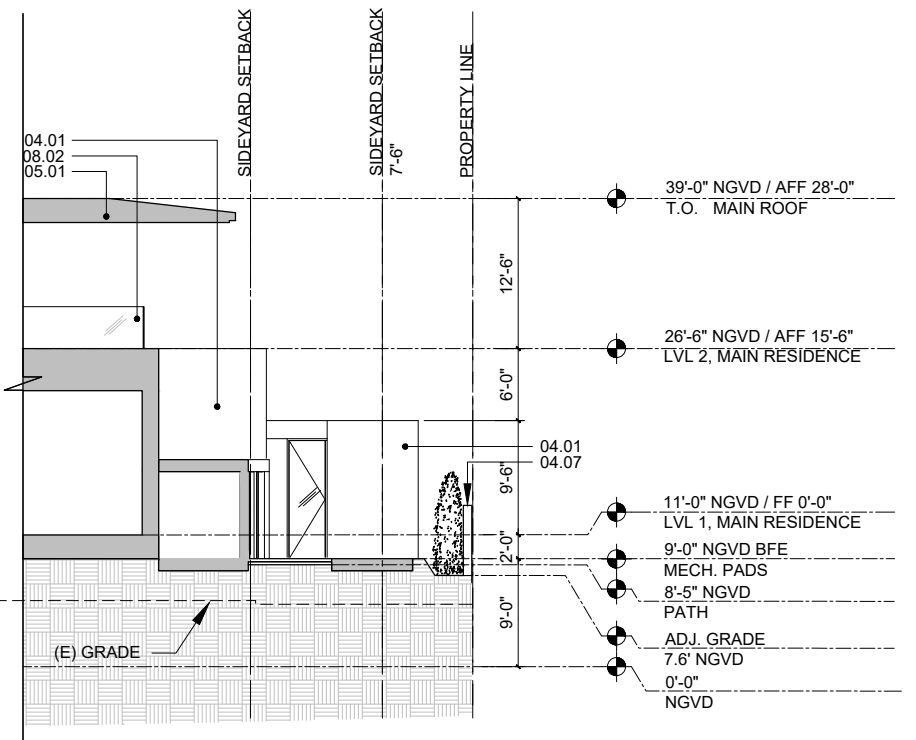 SIDEYARD SETBACK
SIDEYARD SETBACK
7'-6"
PROPERTY LINE
04.01
08.02
05.01
39'-0" NGVD / AFF 28'-0"
T.O. MAIN ROOF
12'-6"
26'-6" NGVD / AFF 15'-6"
LVL 2, MAIN RESIDENCE
6'-0"
04.01
04.07
9'-6"
11'-0" NGVD / FF 0'-0"
LVL 1, MAIN RESIDENCE
2'-0"
9'-0" NGVD BFE
MECH. PADS
8'-5" NGVD
PATH
9'-0"
(E) GRADE
ADJ. GRADE
7.6' NGVD
0'-0"
NGVD